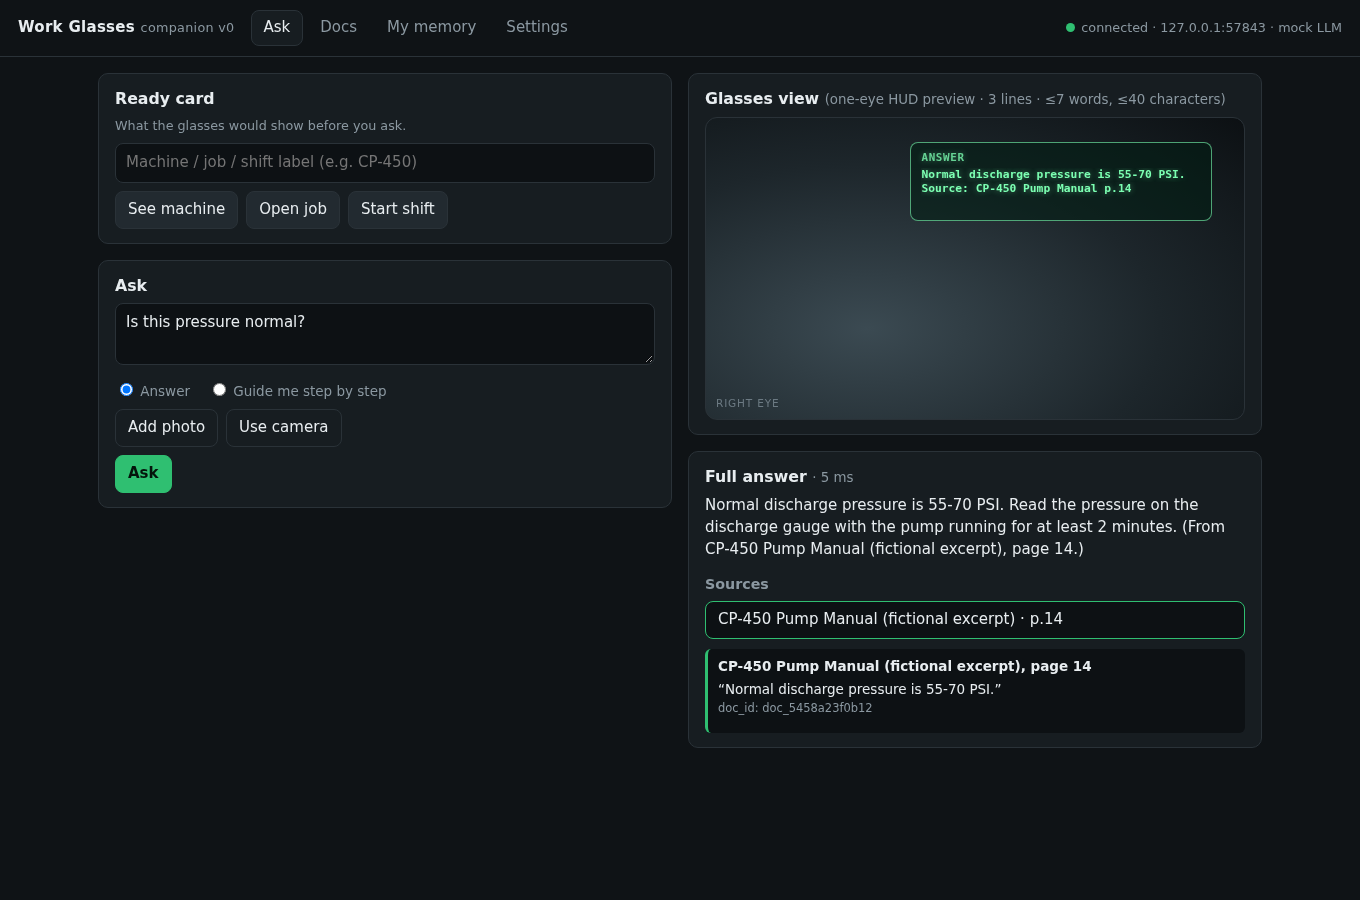 Work Glasses companion v0 Ask Docs My memory Settings connected · 127.0.0.1:57843 · mock LLM
Ready card
What the glasses would show before you ask.
Machine / job / shift label (e.g. CP-450)
See machine Open job Start shift
Ask
Is this pressure normal?
Answer Guide me step by step
Add photo Use camera
Ask
Glasses view (one-eye HUD preview · 3 lines · ≤7 words, ≤40 characters)
ANSWER
Normal discharge pressure is 55-70 PSI.
Source: CP-450 Pump Manual p.14
RIGHT EYE
Full answer · 5 ms
Normal discharge pressure is 55-70 PSI. Read the pressure on the
discharge gauge with the pump running for at least 2 minutes. (From
CP-450 Pump Manual (fictional excerpt), page 14.)
Sources
CP-450 Pump Manual (fictional excerpt) · p.14
CP-450 Pump Manual (fictional excerpt), page 14
“Normal discharge pressure is 55-70 PSI.”
doc_id: doc_5458a23f0b12